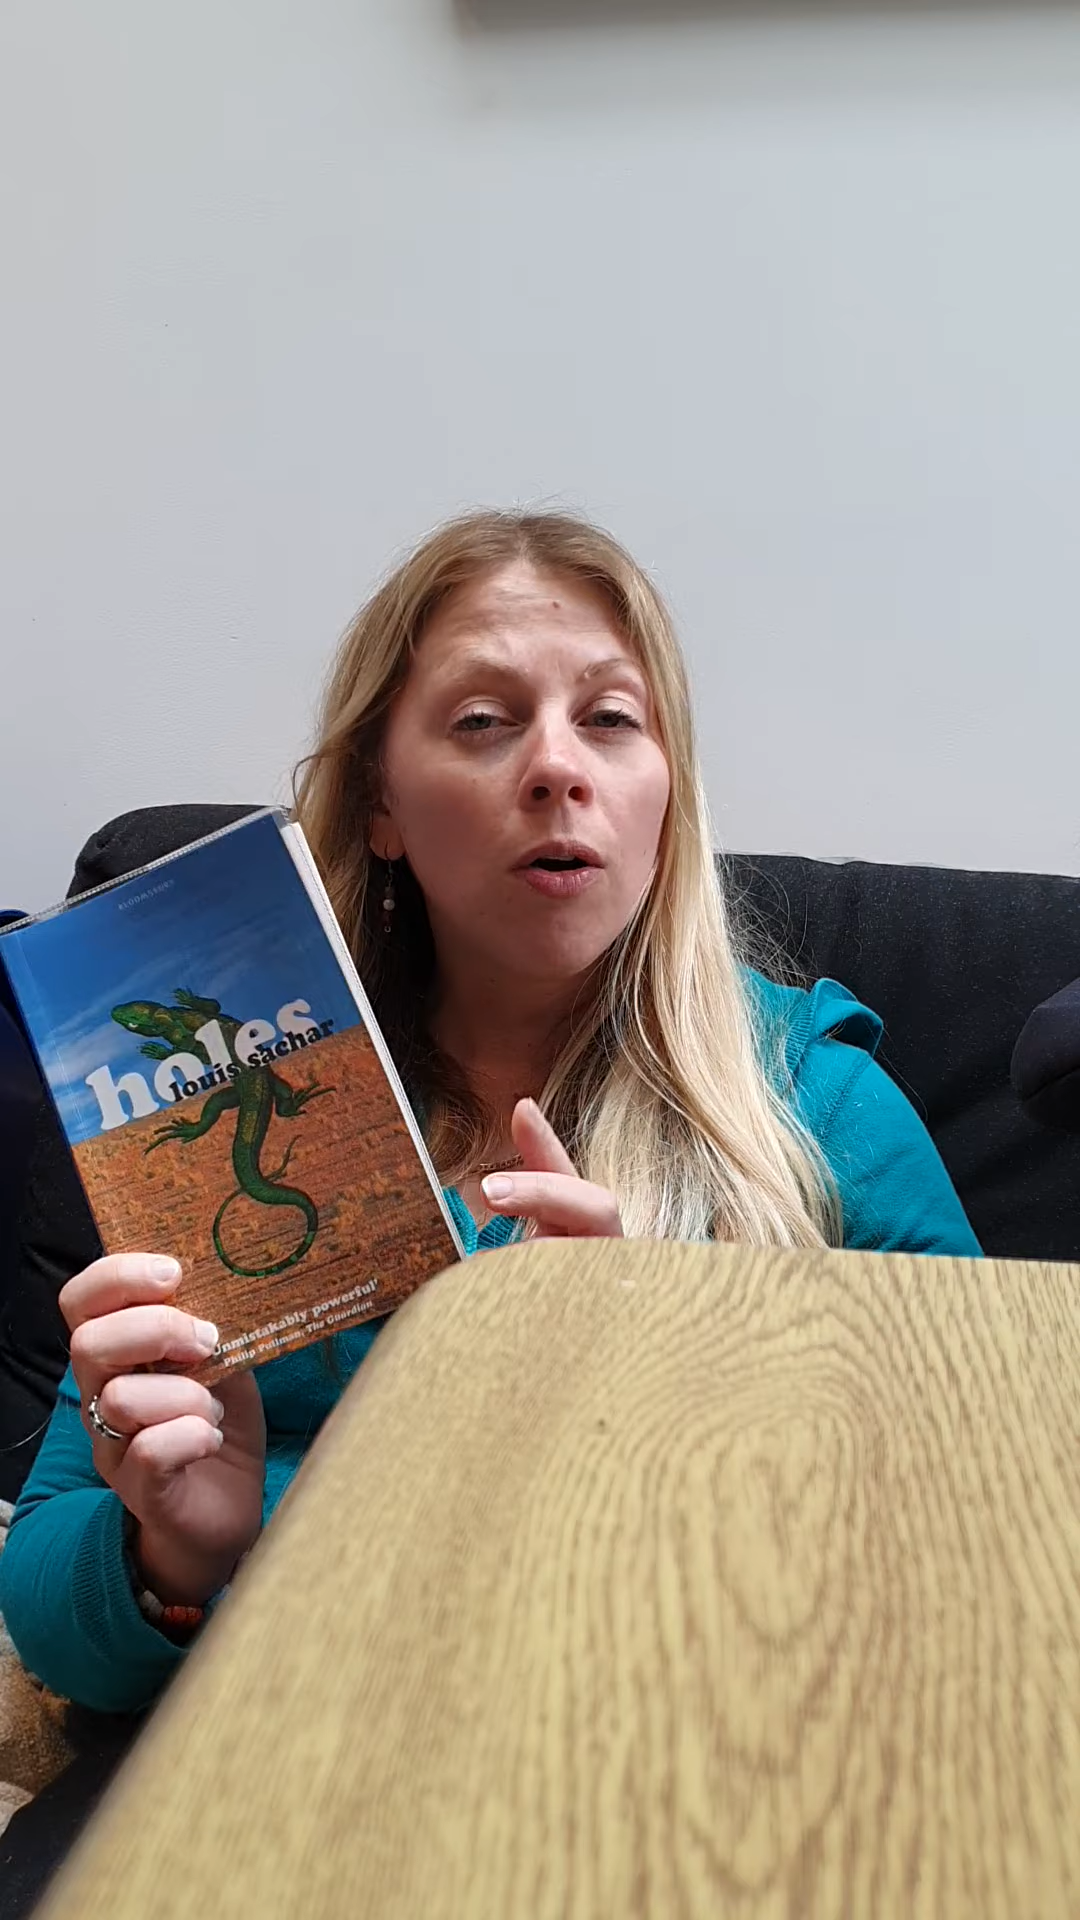 BLOOMSBURY
holes
louis sachar
Unmistakably powerful'
Philip Pullman, The Guardian